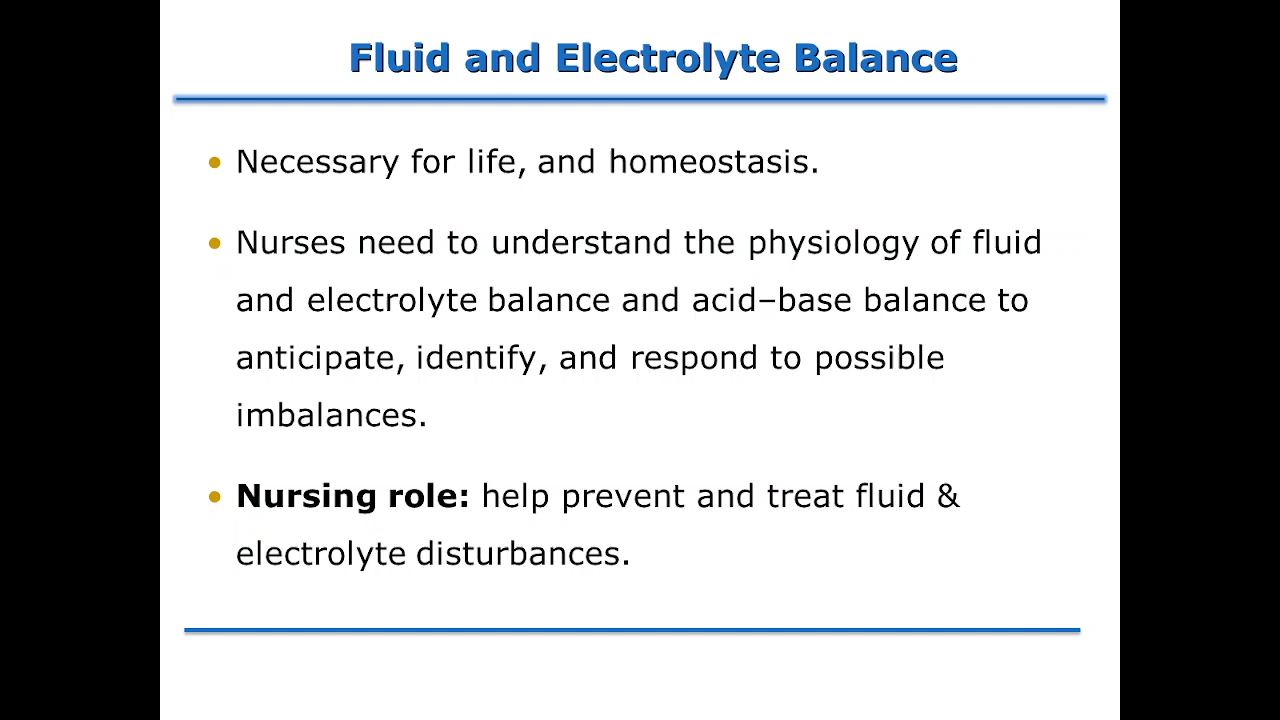 Fluid and Electrolyte Balance
• Necessary for life, and homeostasis.
• Nurses need to understand the physiology of fluid
and electrolyte balance and acid–base balance to
anticipate, identify, and respond to possible
imbalances.
• Nursing role: help prevent and treat fluid &
electrolyte disturbances.